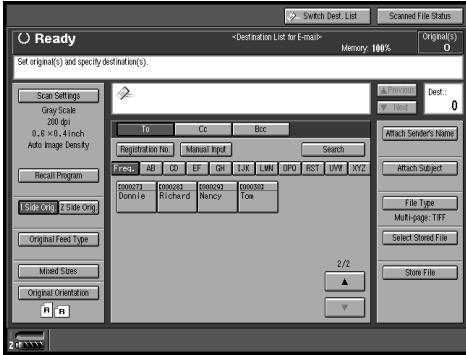 Switch Dest. List
Scanned File Status
Ready
<Destination List for E-mail>
Memory: 100%
Original(s)
0
Set original(s) and specify destination(s).
Scan Settings
Gray Scale
200 dpi
0.6×0.4inch
Auto Image Density
Recall Program
1 Side Orig.
2 Side Orig.
Original Feed Type
Mixed Sizes
Original Orientation
R R
▲Previous
▼ Next
Dest.:
0
To
Cc
Bcc
Registration No.
Manual Input
Search
Freq. AB CD EF GH IJK LMN OPQ RST UVW XYZ
[00027] [00028] [00029] [00030]
Donnie Richard Nancy Tom
2/2
▲
▼
Attach Sender's Name
Attach Subject
File Type
Multi-page: TIFF
Select Stored File
Store File
2